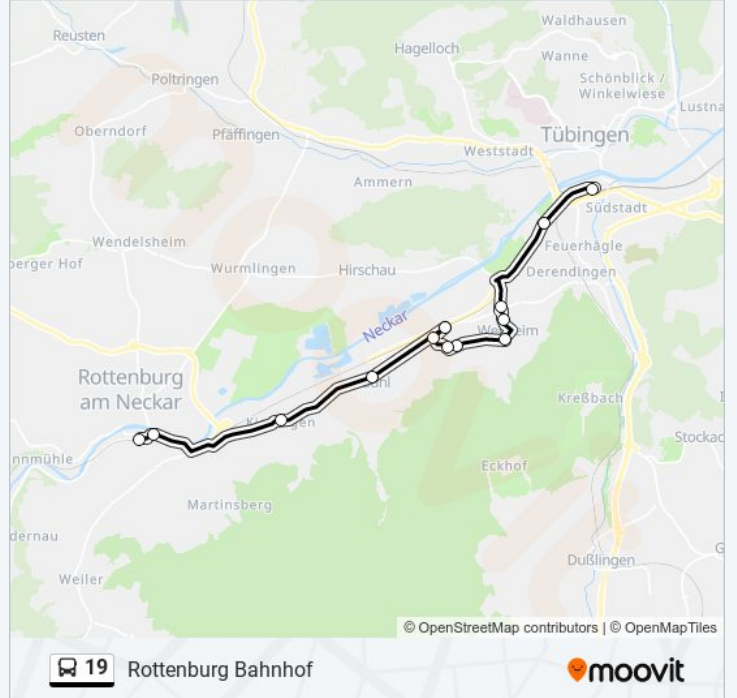 Waldhausen
Reusten
Hagelloch
Wanne
Poltringen
Schönblick /
Winkelwiese
Lustna
Oberndorf
Pfäffingen
Tübingen
Weststadt
Ammern
Südstadt
Wendelsheim
Feuerhägle
berger Hof
Wurmlingen
Hirschau
Derendingen
Neckar
Rottenburg
am Neckar
Kreßbach
Stockac
nnmühle
Eckhof
Martinsberg
dernau
Dußlingen
Weiler
© OpenStreetMap contributors | © OpenMapTiles
19
Rottenburg Bahnhof
moovit